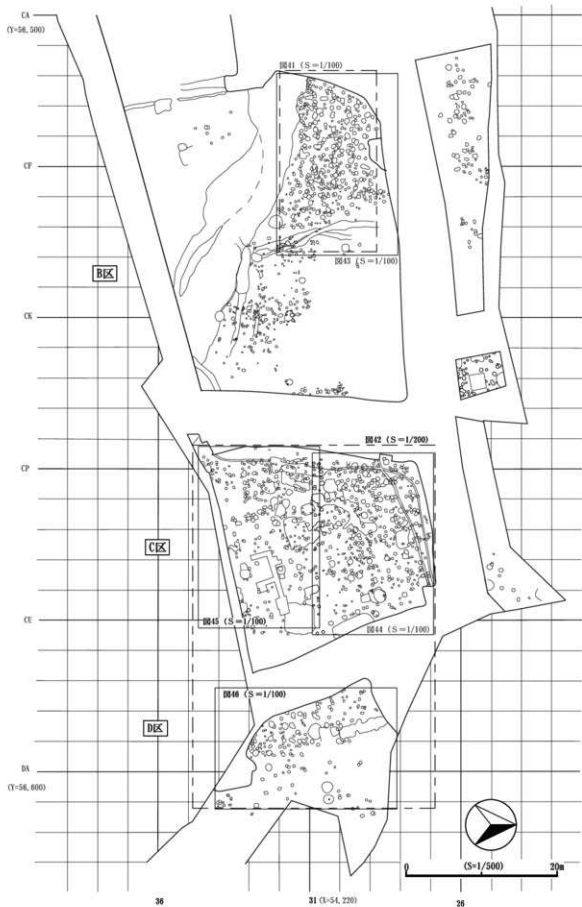 CA
(Y=56,500)
図41 (S=1/100)
CF
図43 (S=1/100)
B区
CK
図42 (S=1/200)
CP
C区
CU
図45 (S=1/100)
図44 (S=1/100)
図46 (S=1/100)
D区
DA
(Y=56,600)
0 (S=1/500) 20m
36
31 (X=54,220)
26